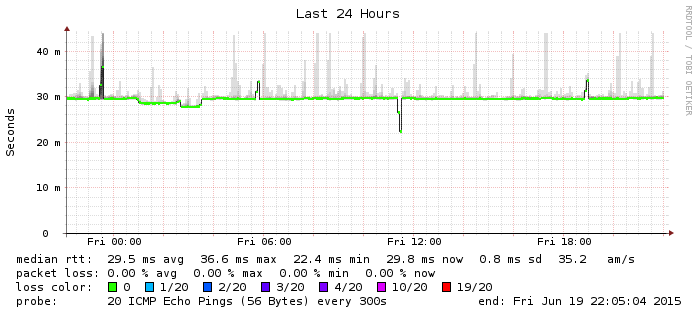 Last 24 Hours
RRDTOOL / TOBI OETIKER
Seconds
40 m
30 m
20 m
10 m
0
Fri 00:00 Fri 06:00 Fri 12:00 Fri 18:00
median rtt: 29.5 ms avg 36.6 ms max 22.4 ms min 29.8 ms now 0.8 ms sd 35.2 am/s
packet loss: 0.00 % avg 0.00 % max 0.00 % min 0.00 % now
loss color: 0 1/20 2/20 3/20 4/20 10/20 19/20
probe: 20 ICMP Echo Pings (56 Bytes) every 300s end: Fri Jun 19 22:05:04 2015